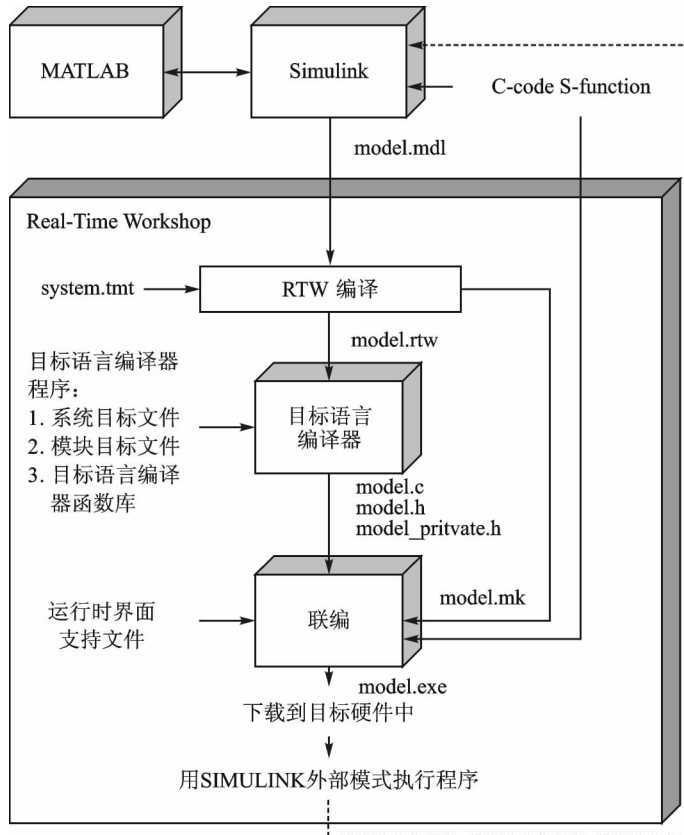 MATLAB
Simulink
C-code S-function
model.mdl
Real-Time Workshop
system.tmt
RTW 编译
model.rtw
目标语言编译器
程序：
1. 系统目标文件
2. 模块目标文件
3. 目标语言编译
器函数库
目标语言
编译器
model.c
model.h
model_pritvate.h
运行时界面
支持文件
联编
model.mk
model.exe
下载到目标硬件中
用SIMULINK外部模式执行程序